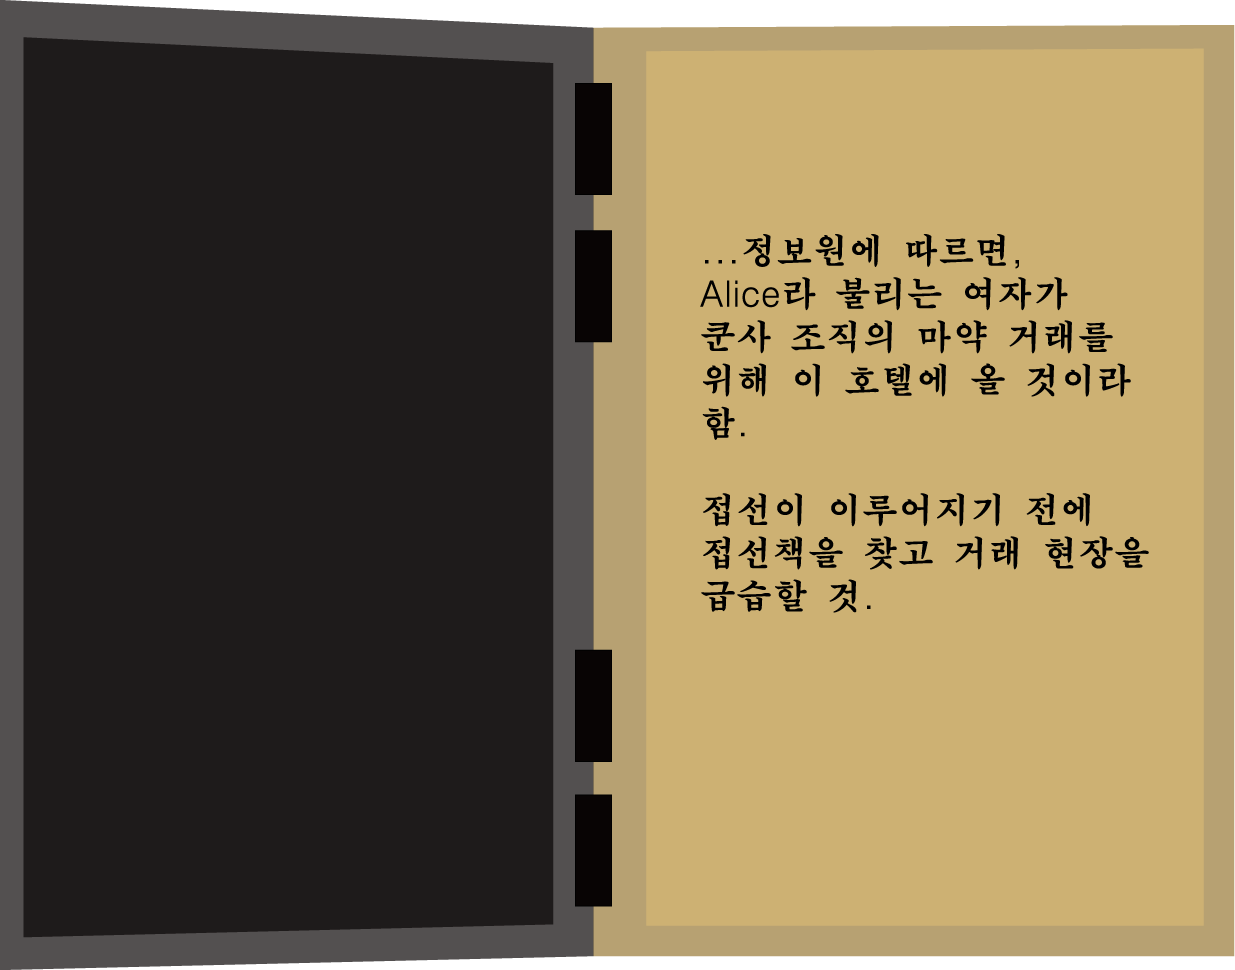 ...정보원에 따르면,
Alice라 불리는 여자가
쿤사 조직의 마약 거래를
위해 이 호텔에 올 것이라
함.
접선이 이루어지기 전에
접선책을 찾고 거래 현장을
급습할 것.